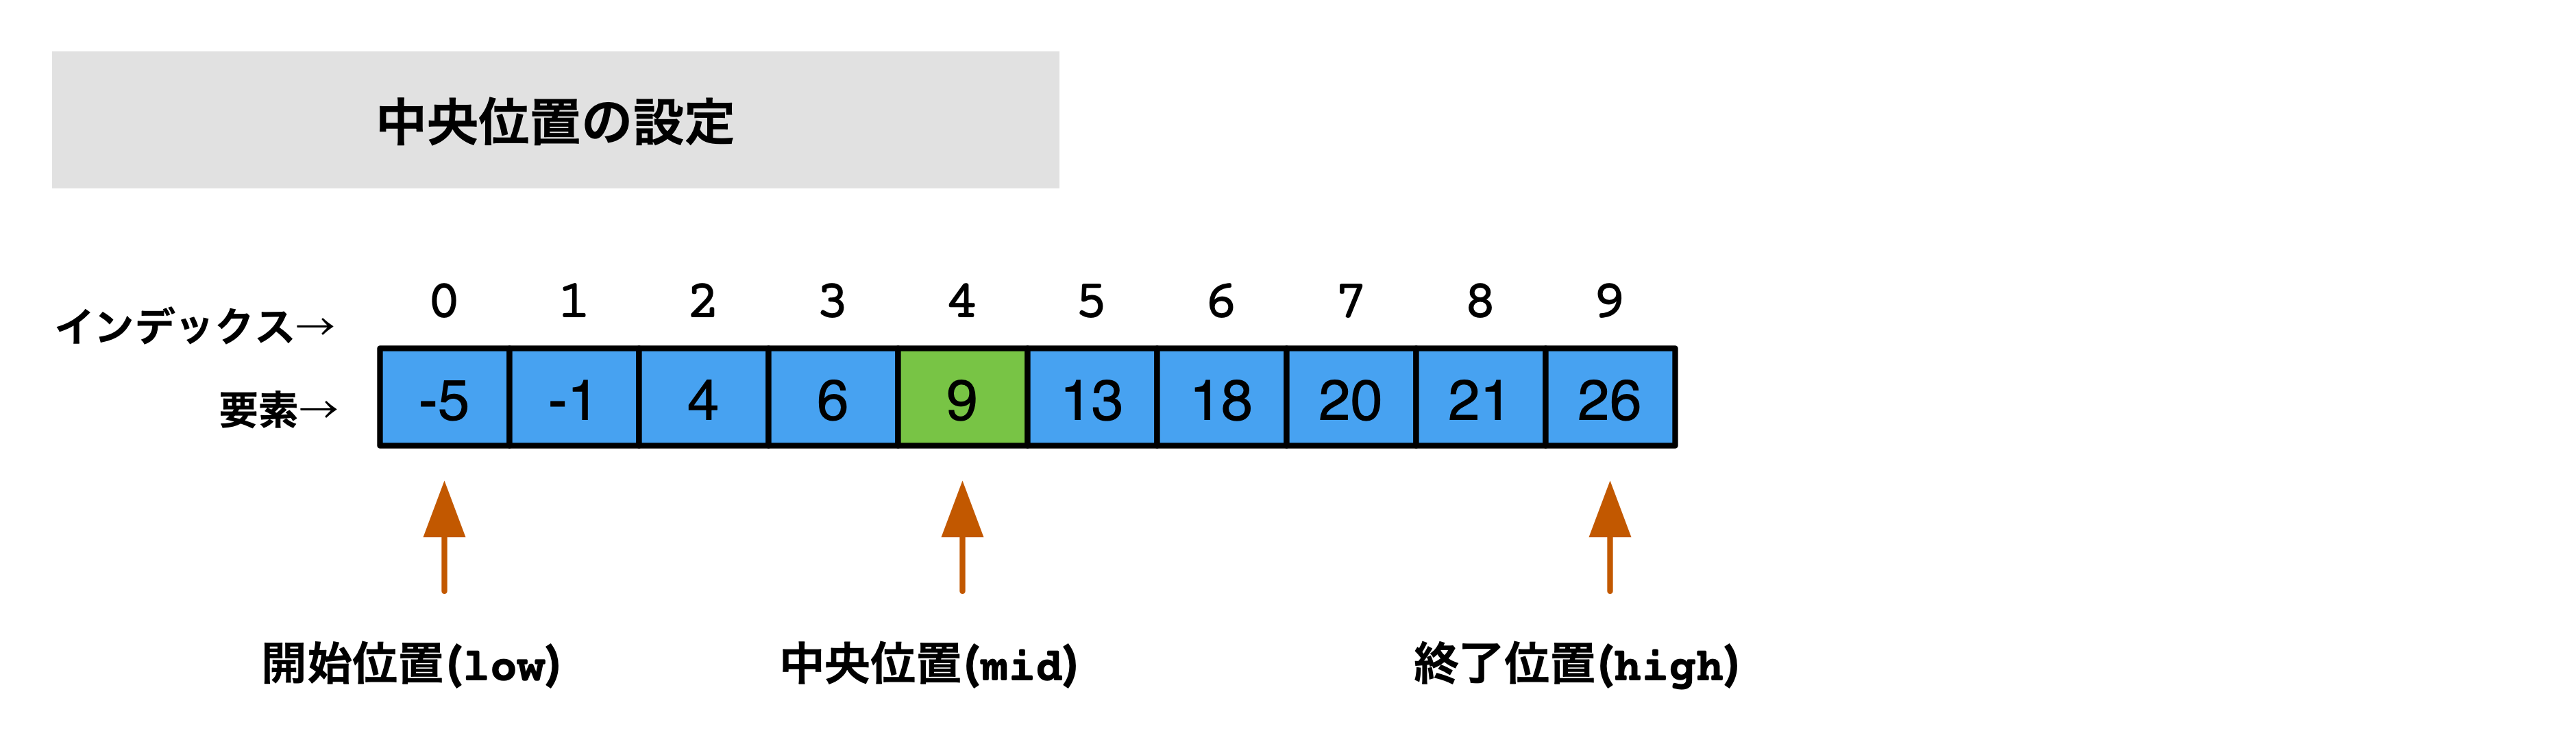 中央位置の設定
0 1 2 3 4 5 6 7 8 9
インデックス→
要素→ -5 -1 4 6 9 13 18 20 21 26
開始位置(low) 中央位置(mid) 終了位置(high)